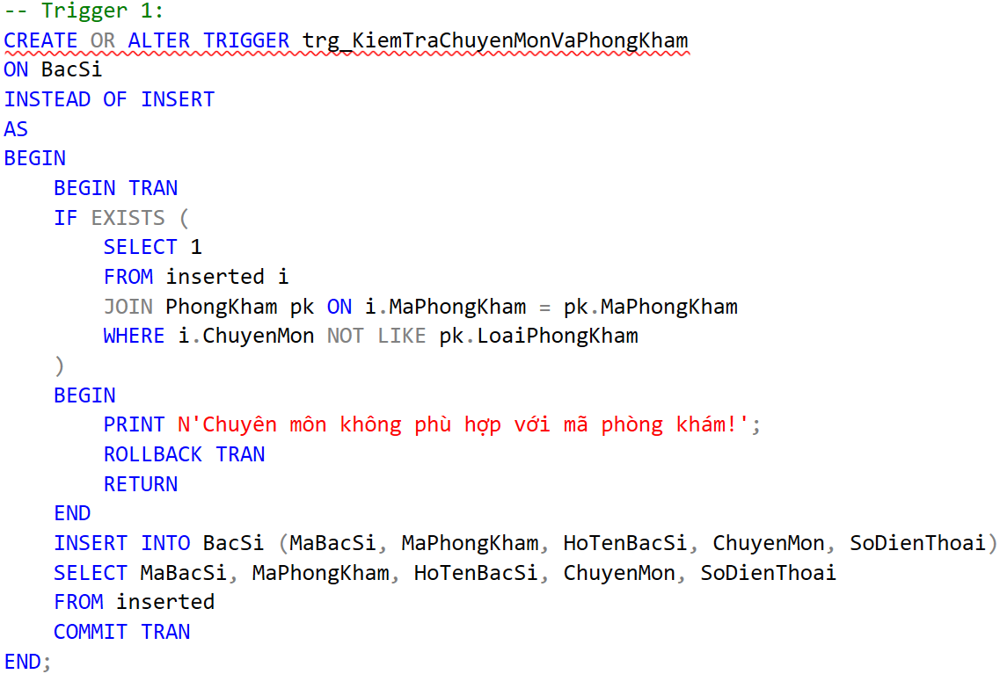 -- Trigger 1:
CREATE OR ALTER TRIGGER trg_KiemTraChuyenMonVaPhongKham
ON BacSi
INSTEAD OF INSERT
AS
BEGIN
    BEGIN TRAN
    IF EXISTS (
        SELECT 1
        FROM inserted i
        JOIN PhongKham pk ON i.MaPhongKham = pk.MaPhongKham
        WHERE i.ChuyenMon NOT LIKE pk.LoaiPhongKham
    )
    BEGIN
        PRINT N'Chuyên môn không phù hợp với mã phòng khám!';
        ROLLBACK TRAN
        RETURN
    END
    INSERT INTO BacSi (MaBacSi, MaPhongKham, HoTenBacSi, ChuyenMon, SoDienThoai)
    SELECT MaBacSi, MaPhongKham, HoTenBacSi, ChuyenMon, SoDienThoai
    FROM inserted
    COMMIT TRAN
END;